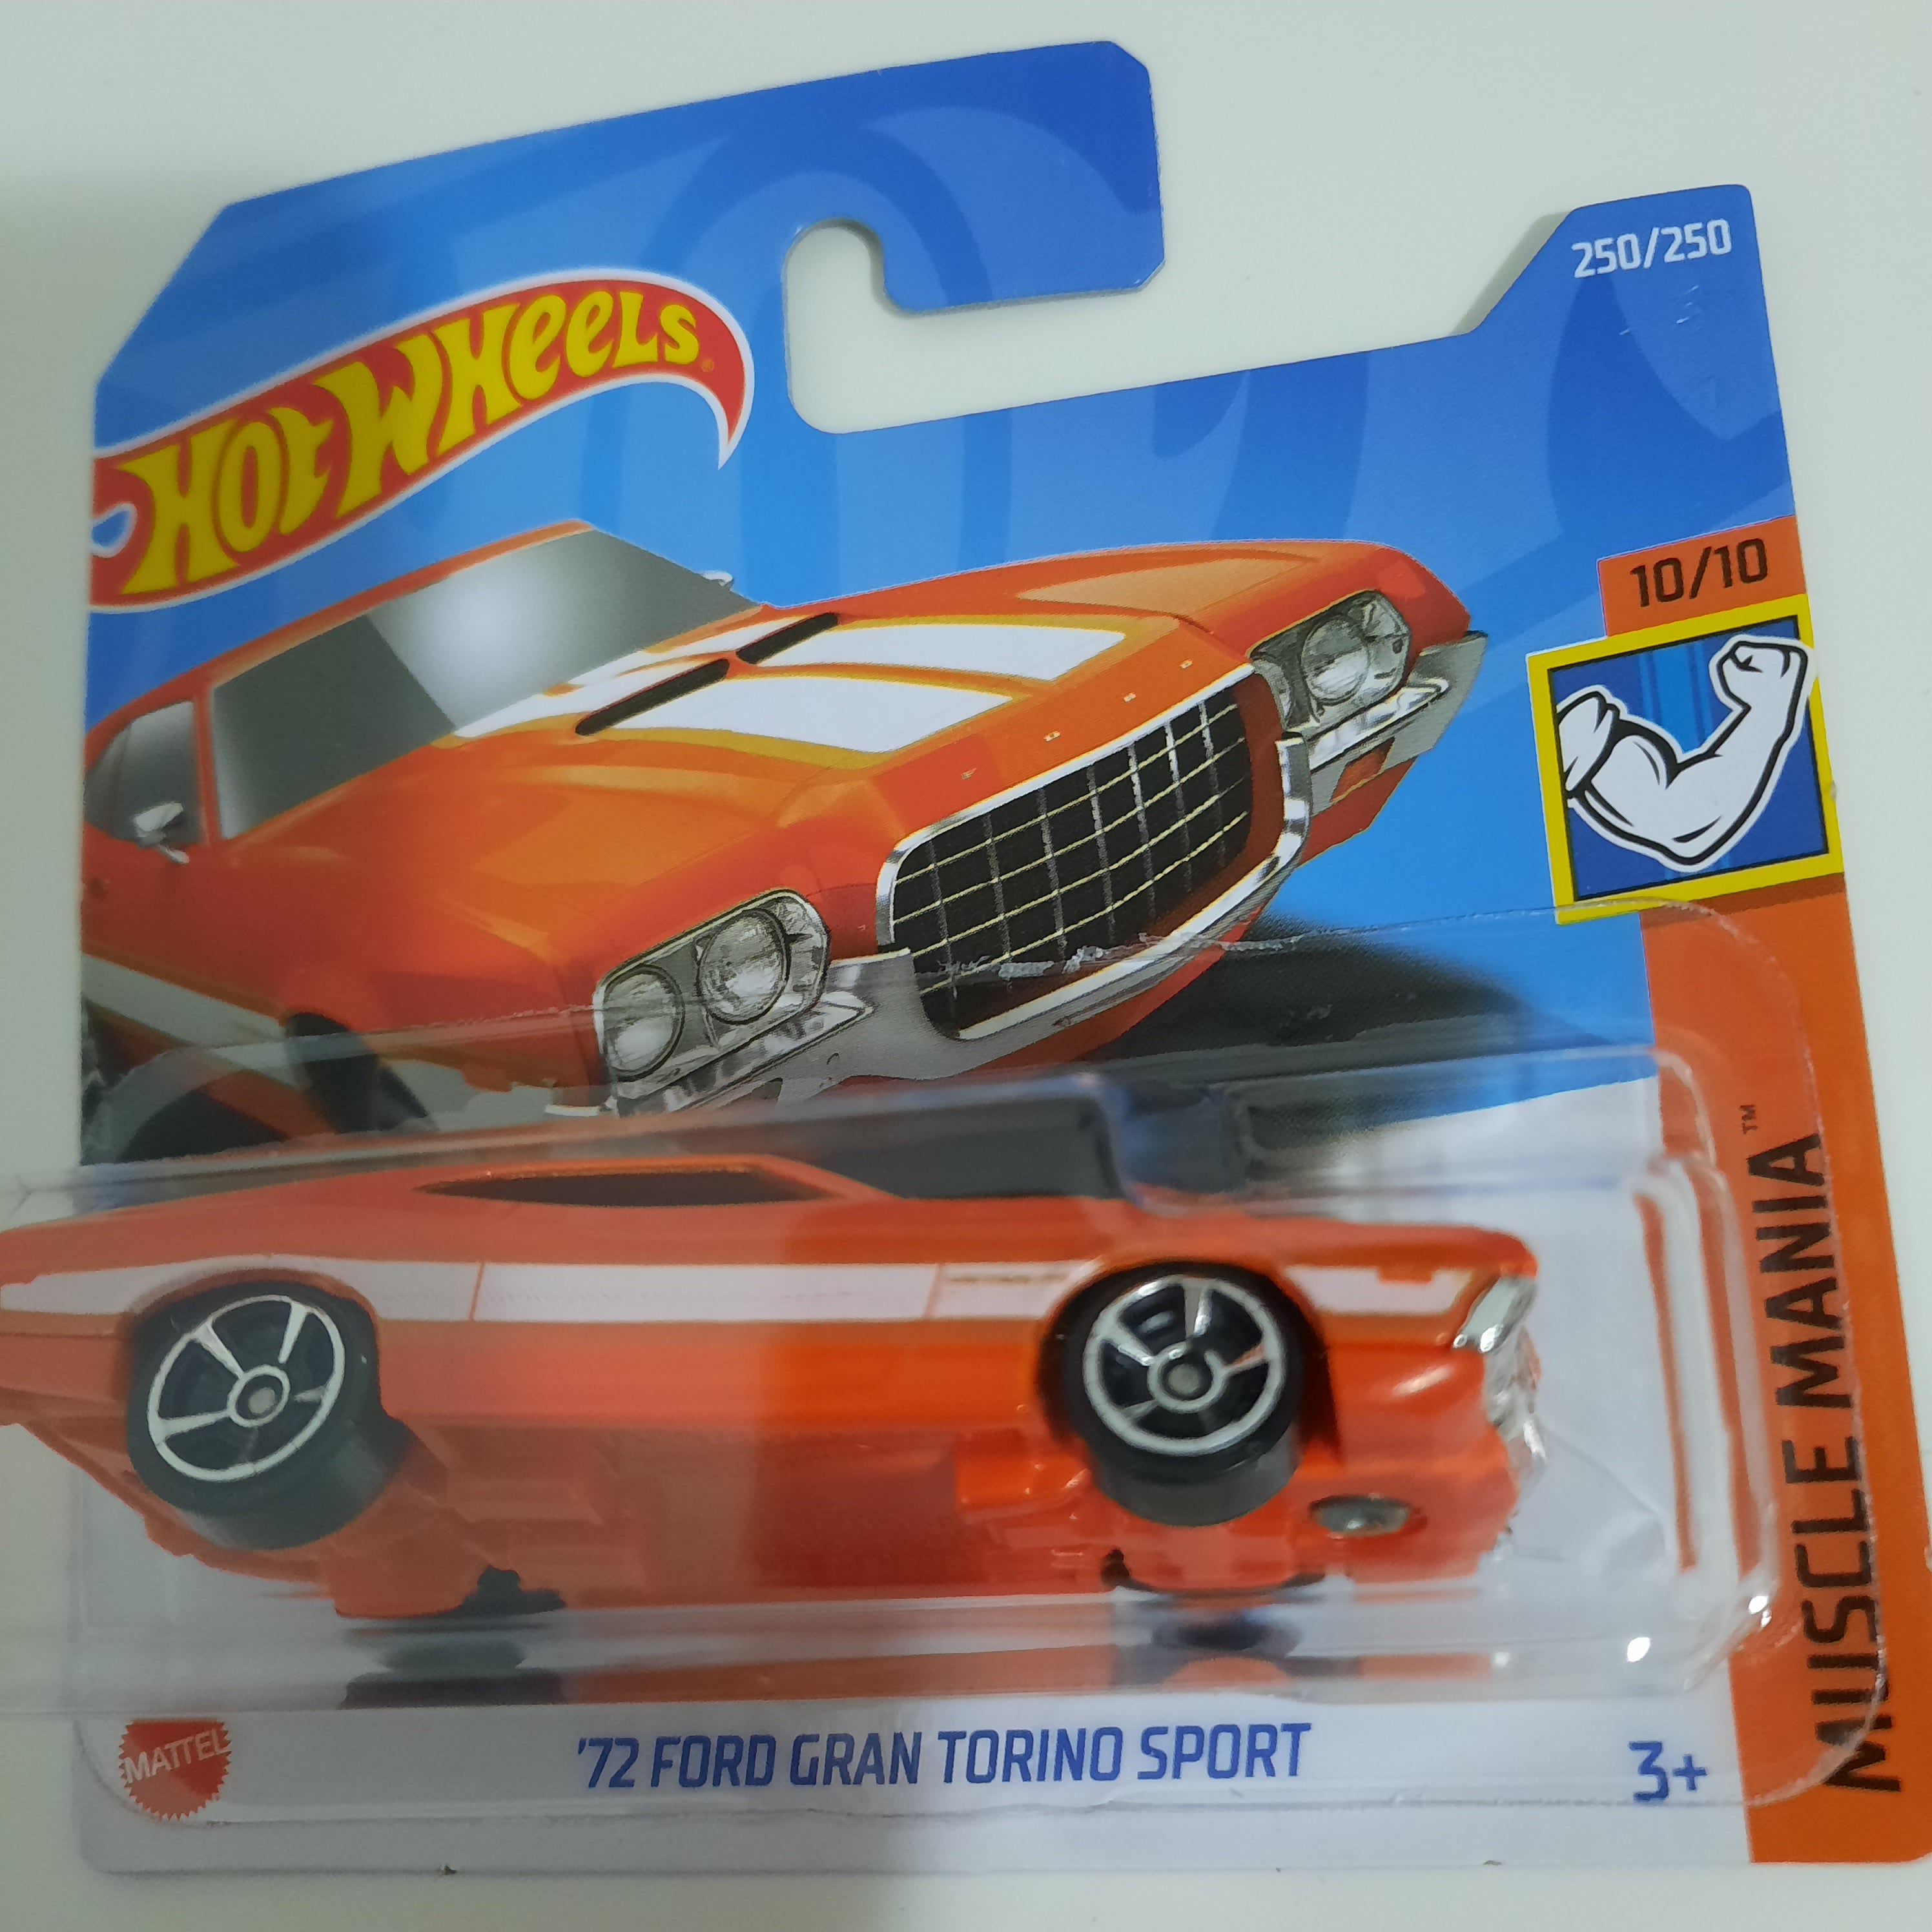 250/250
HOT WHEELS
10/10
MUSCLE MANIA™
MATTEL
'72 FORD GRAN TORINO SPORT
3+